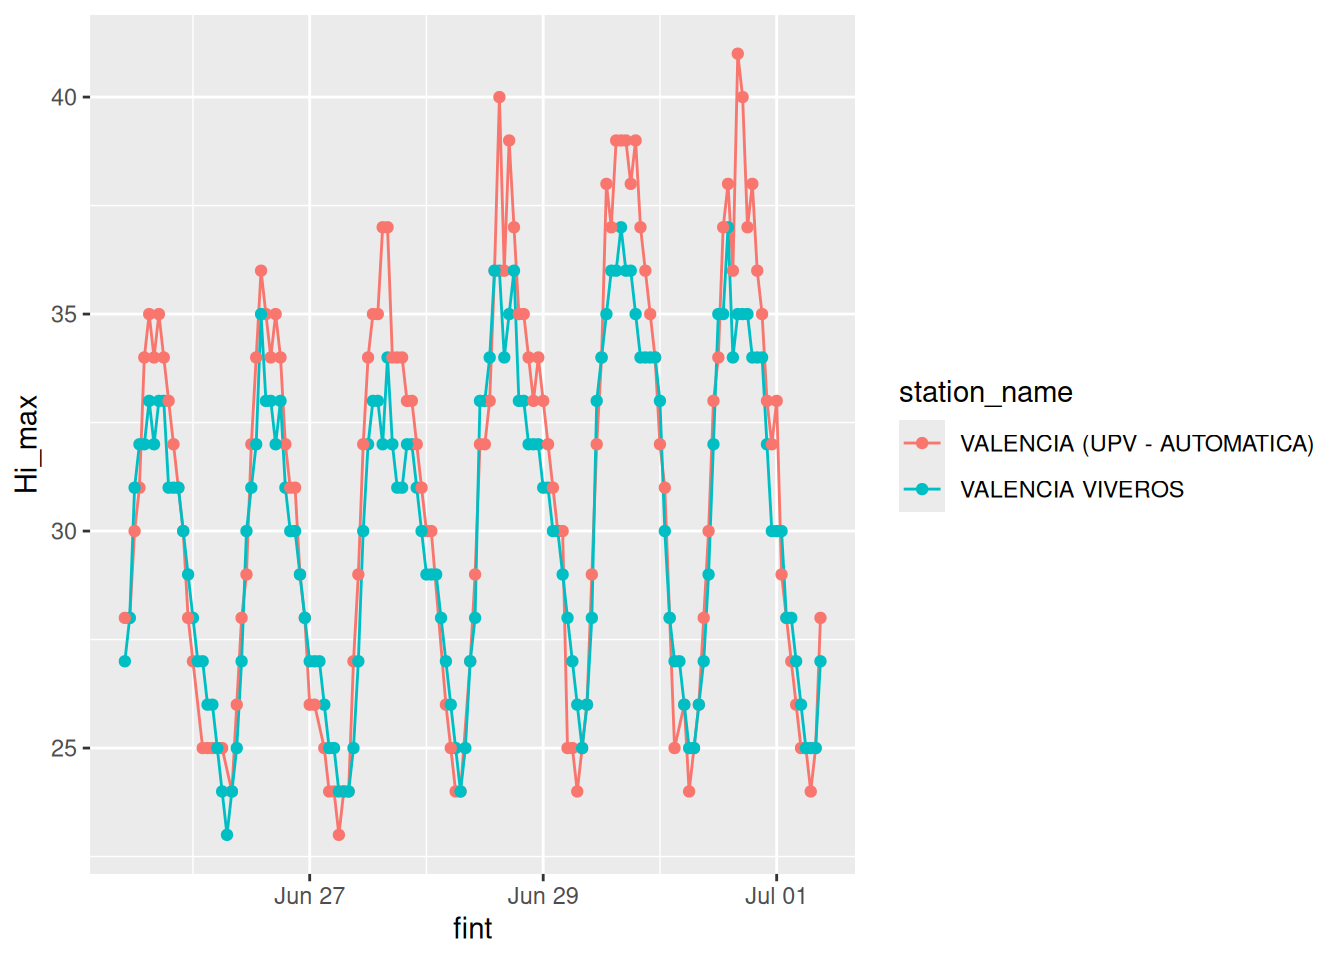 40
35
30
25
Hi_max
Jun 27
Jun 29
Jul 01
fint
station_name
VALENCIA (UPV - AUTOMATICA)
VALENCIA VIVEROS